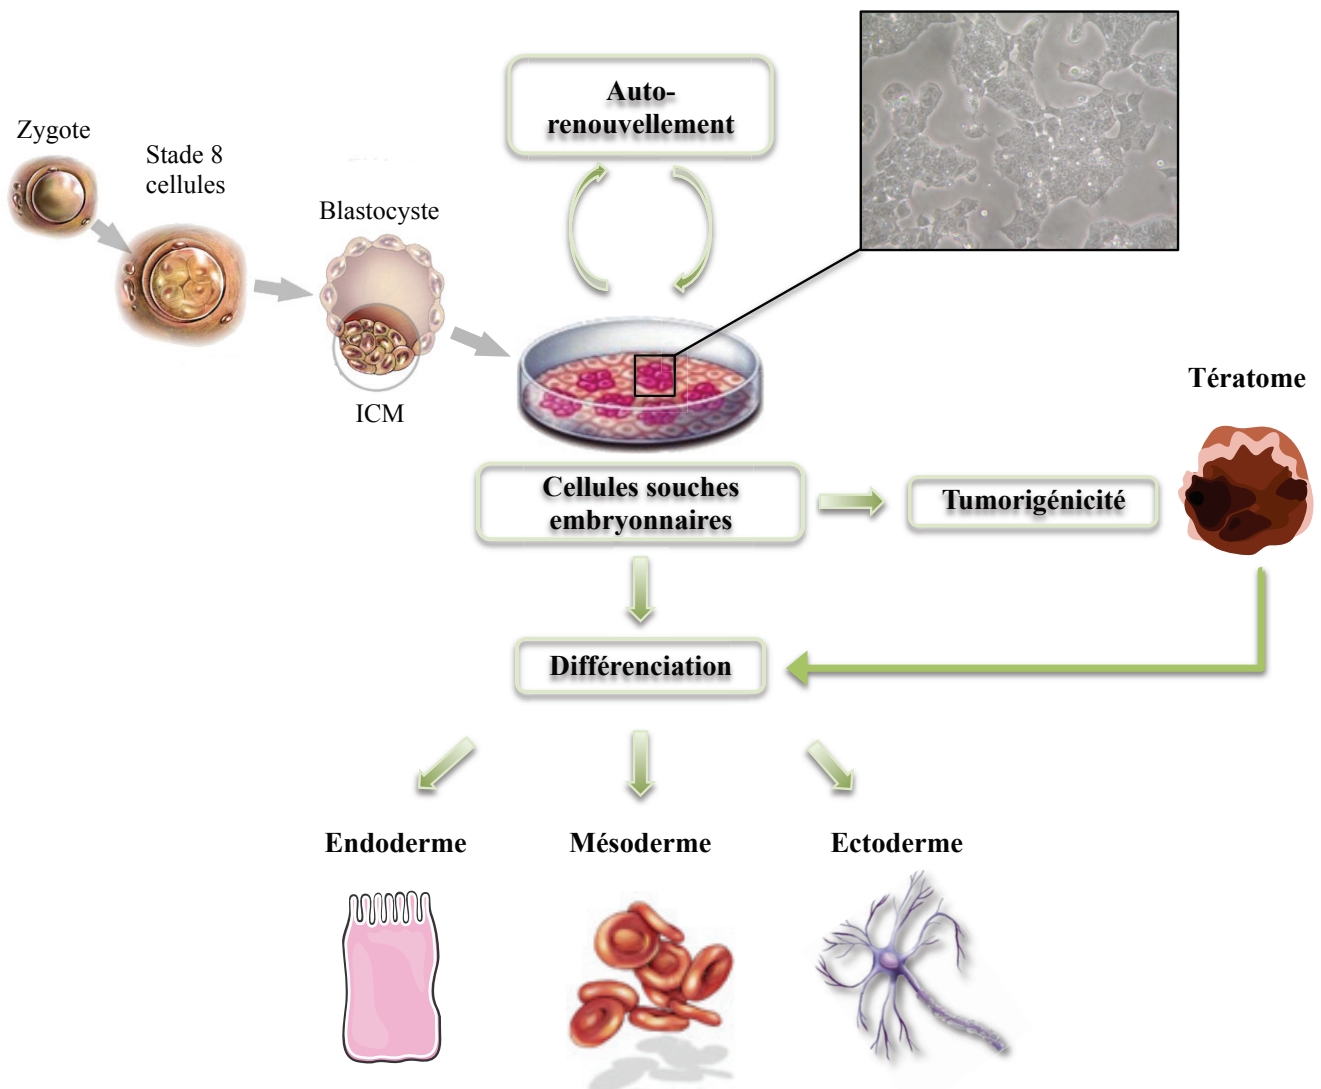 Zygote
Stade 8
cellules
Blastocyste
ICM
Auto-
renouvellement
Cellules souches
embryonnaires
Tumorigénicité
Tératome
Différenciation
Endoderme
Mésoderme
Ectoderme